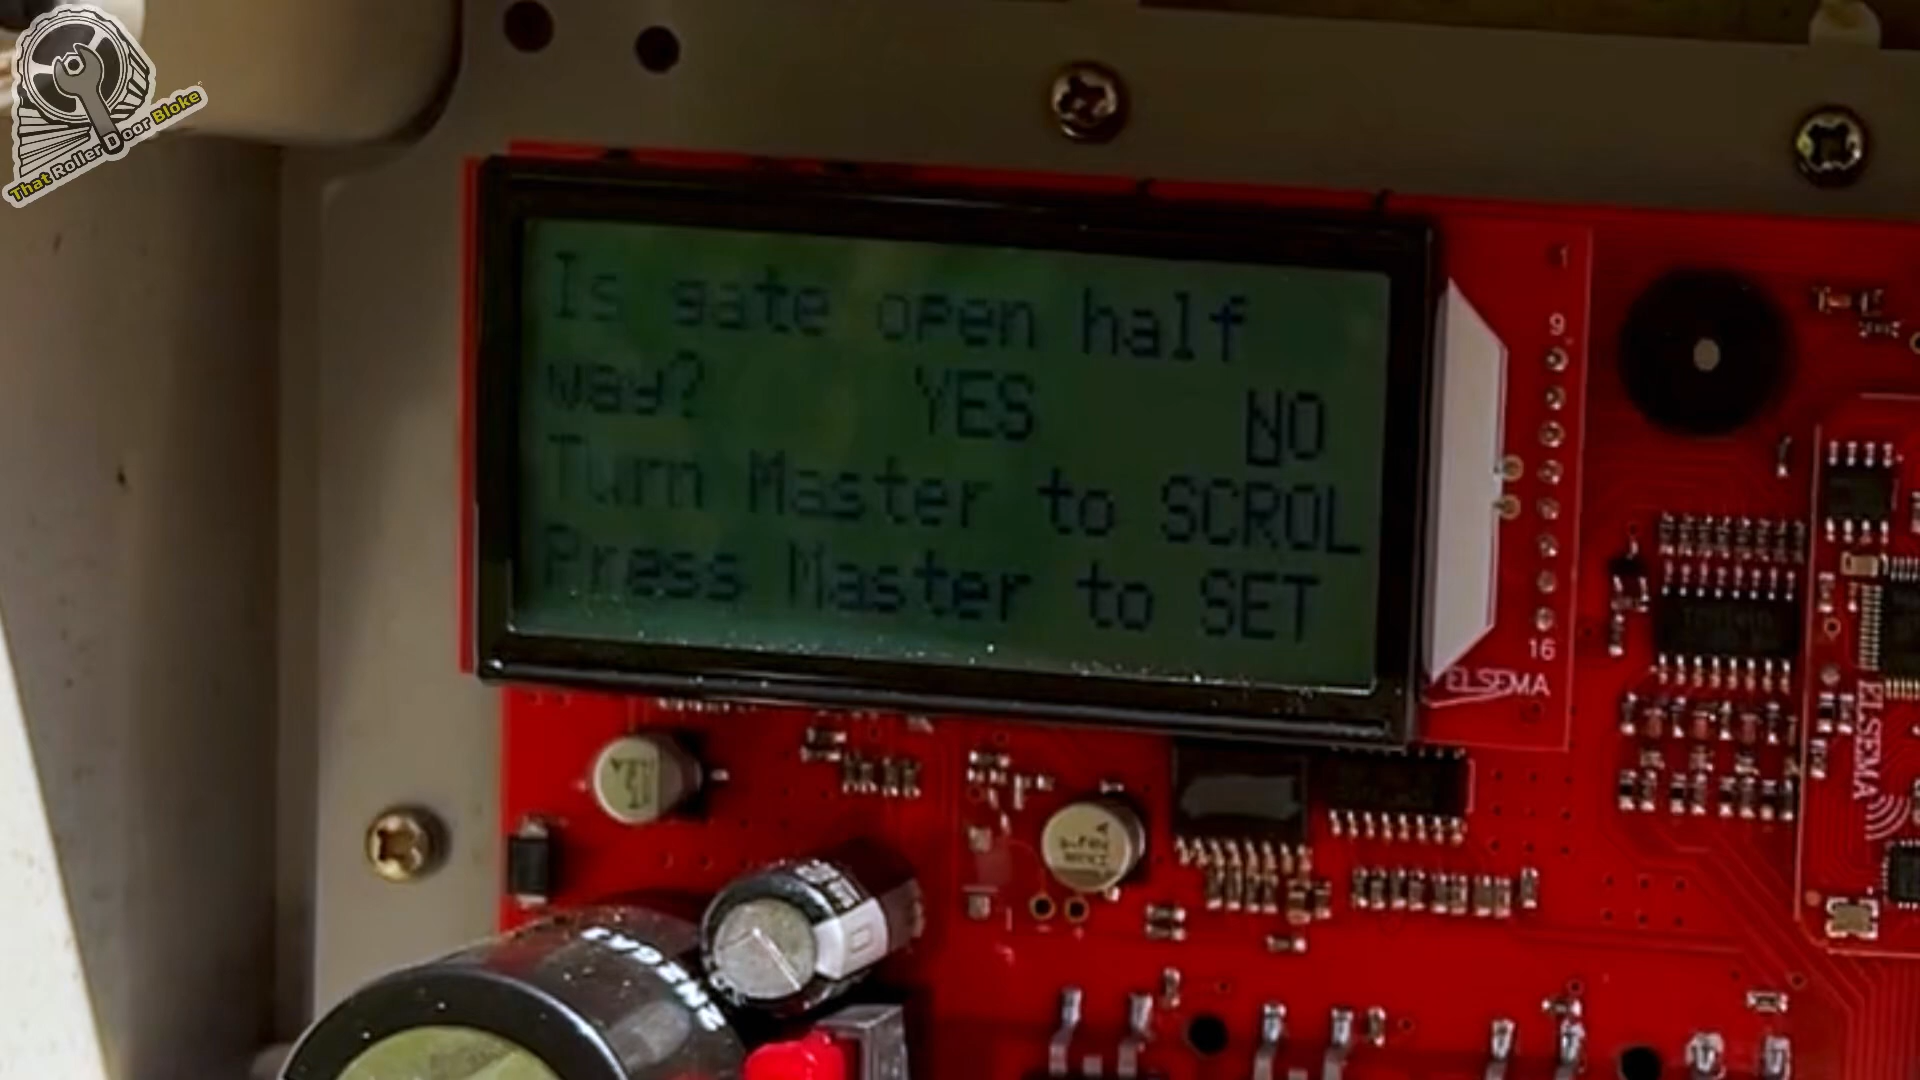 That Roller Door Bloke
Is gate open half
way? YES NO
Turn Master to SCROL
Press Master to SET
1
9
16
ELSEMA
ELSEMA